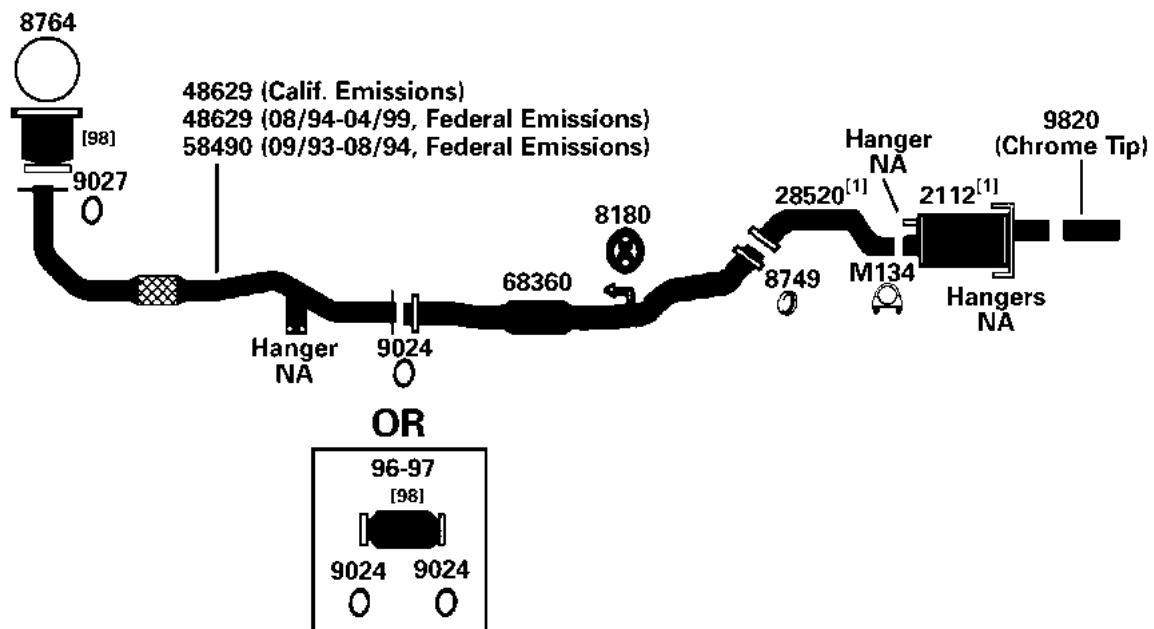 8764
48629 (Calif. Emissions)
48629 (08/94-04/99, Federal Emissions)
58490 (09/93-08/94, Federal Emissions)
[98]
9027
Hanger
NA
9820
(Chrome Tip)
28520[1]
2112[1]
8180
68360
8749
M134
Hangers
NA
Hanger
NA
9024
OR
96-97
[98]
9024 9024